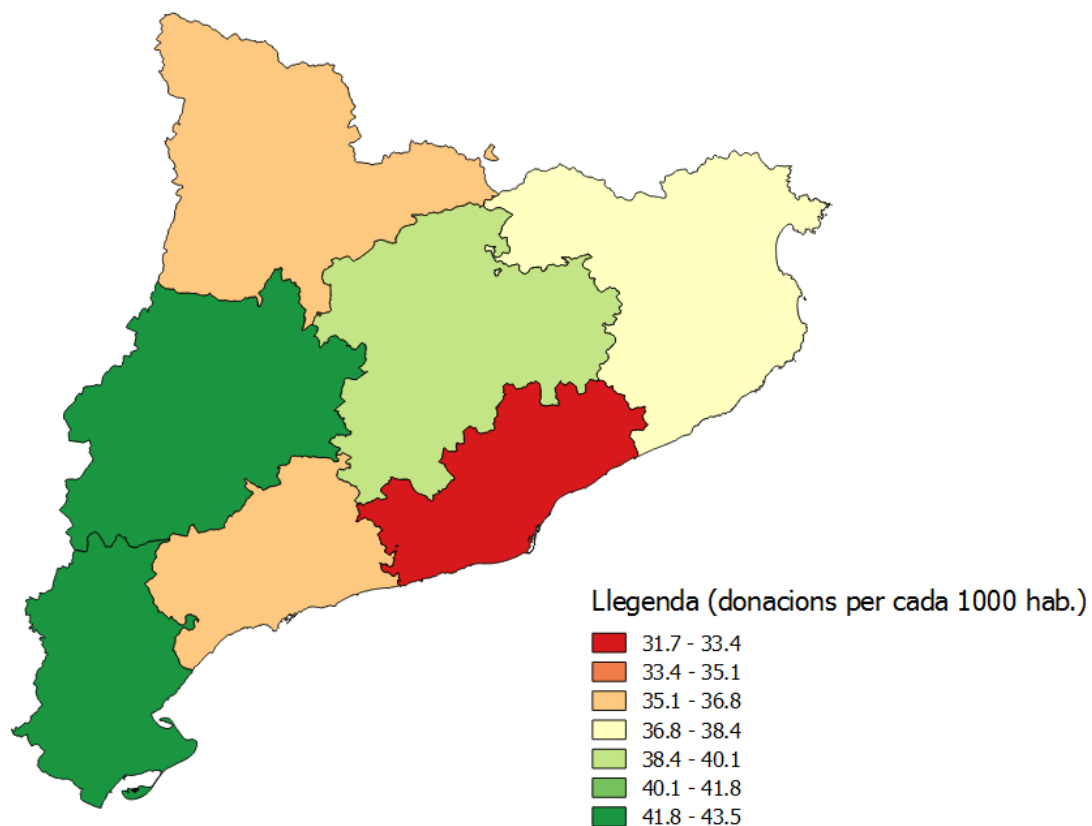 Llegenda (donacions per cada 1000 hab.)
31.7 - 33.4
33.4 - 35.1
35.1 - 36.8
36.8 - 38.4
38.4 - 40.1
40.1 - 41.8
41.8 - 43.5